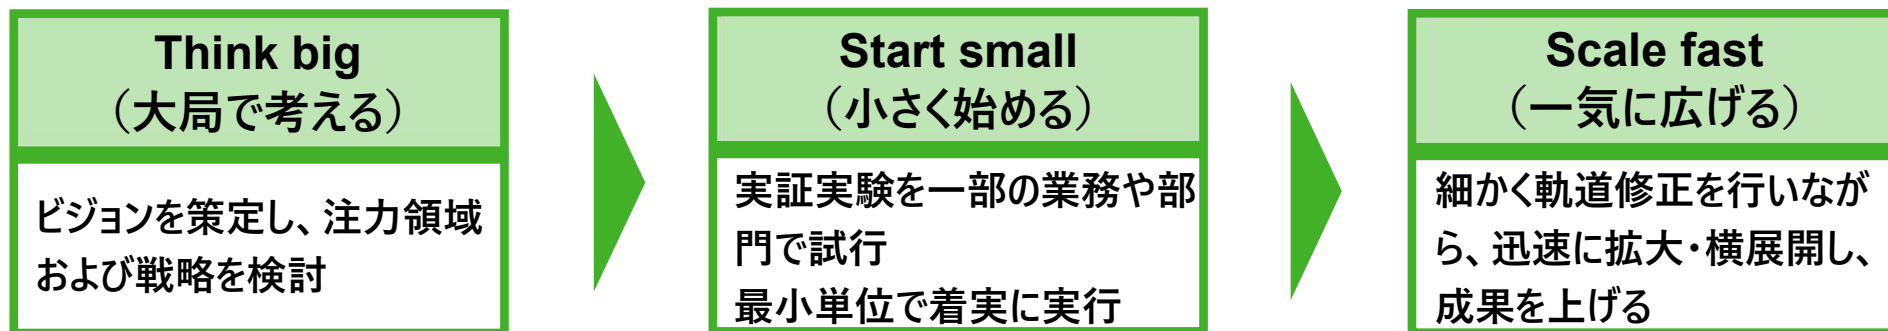 Think big
（大局で考える）
ビジョンを策定し、注力領域
および戦略を検討
Start small
（小さく始める）
実証実験を一部の業務や部
門で試行
最小単位で着実に実行
Scale fast
（一気に広げる）
細かく軌道修正を行いなが
ら、迅速に拡大・横展開し、
成果を上げる